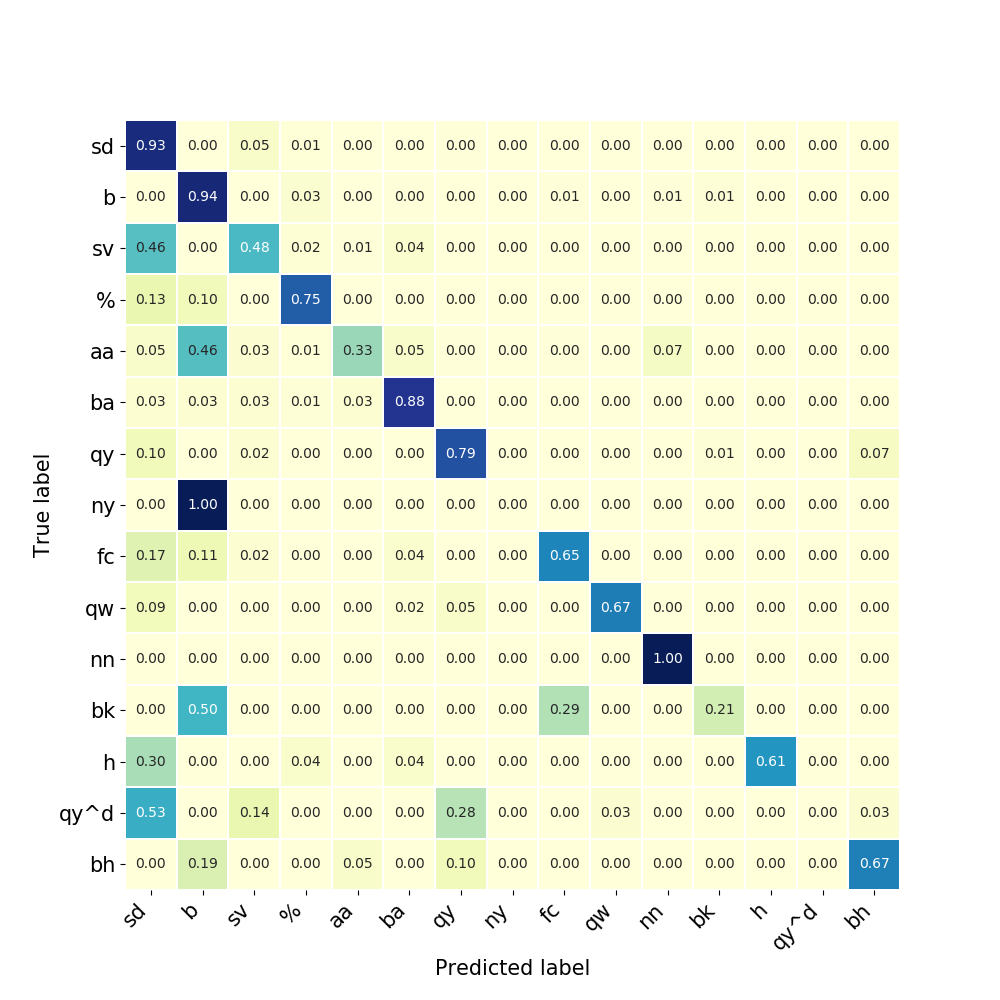 sd 0.93 0.00 0.05 0.01 0.00 0.00 0.00 0.00 0.00 0.00 0.00 0.00 0.00 0.00 0.00
b 0.00 0.94 0.00 0.03 0.00 0.00 0.00 0.00 0.01 0.00 0.01 0.01 0.00 0.00 0.00
sv 0.46 0.00 0.48 0.02 0.01 0.04 0.00 0.00 0.00 0.00 0.00 0.00 0.00 0.00 0.00
% 0.13 0.10 0.00 0.75 0.00 0.00 0.00 0.00 0.00 0.00 0.00 0.00 0.00 0.00 0.00
aa 0.05 0.46 0.03 0.01 0.33 0.05 0.00 0.00 0.00 0.00 0.07 0.00 0.00 0.00 0.00
ba 0.03 0.03 0.03 0.01 0.03 0.88 0.00 0.00 0.00 0.00 0.00 0.00 0.00 0.00 0.00
qy 0.10 0.00 0.02 0.00 0.00 0.00 0.79 0.00 0.00 0.00 0.00 0.01 0.00 0.00 0.07
ny 0.00 1.00 0.00 0.00 0.00 0.00 0.00 0.00 0.00 0.00 0.00 0.00 0.00 0.00 0.00
fc 0.17 0.11 0.02 0.00 0.00 0.04 0.00 0.00 0.65 0.00 0.00 0.00 0.00 0.00 0.00
qw 0.09 0.00 0.00 0.00 0.00 0.02 0.05 0.00 0.00 0.67 0.00 0.00 0.00 0.00 0.00
nn 0.00 0.00 0.00 0.00 0.00 0.00 0.00 0.00 0.00 0.00 1.00 0.00 0.00 0.00 0.00
bk 0.00 0.50 0.00 0.00 0.00 0.00 0.00 0.00 0.29 0.00 0.00 0.21 0.00 0.00 0.00
h 0.30 0.00 0.00 0.04 0.00 0.04 0.00 0.00 0.00 0.00 0.00 0.00 0.61 0.00 0.00
qy^d 0.53 0.00 0.14 0.00 0.00 0.00 0.28 0.00 0.00 0.03 0.00 0.00 0.00 0.00 0.03
bh 0.00 0.19 0.00 0.00 0.05 0.00 0.10 0.00 0.00 0.00 0.00 0.00 0.00 0.00 0.67
sd b sv % aa ba qy ny fc qw nn bk h qy^d bh
Predicted label
True label